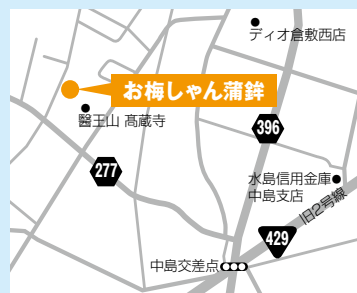 ディオ倉敷西店
お梅しゃん蒲鉾
醫王山 髙蔵寺
396
277
水島信用金庫
中島支店
旧2号線
429
中島交差点